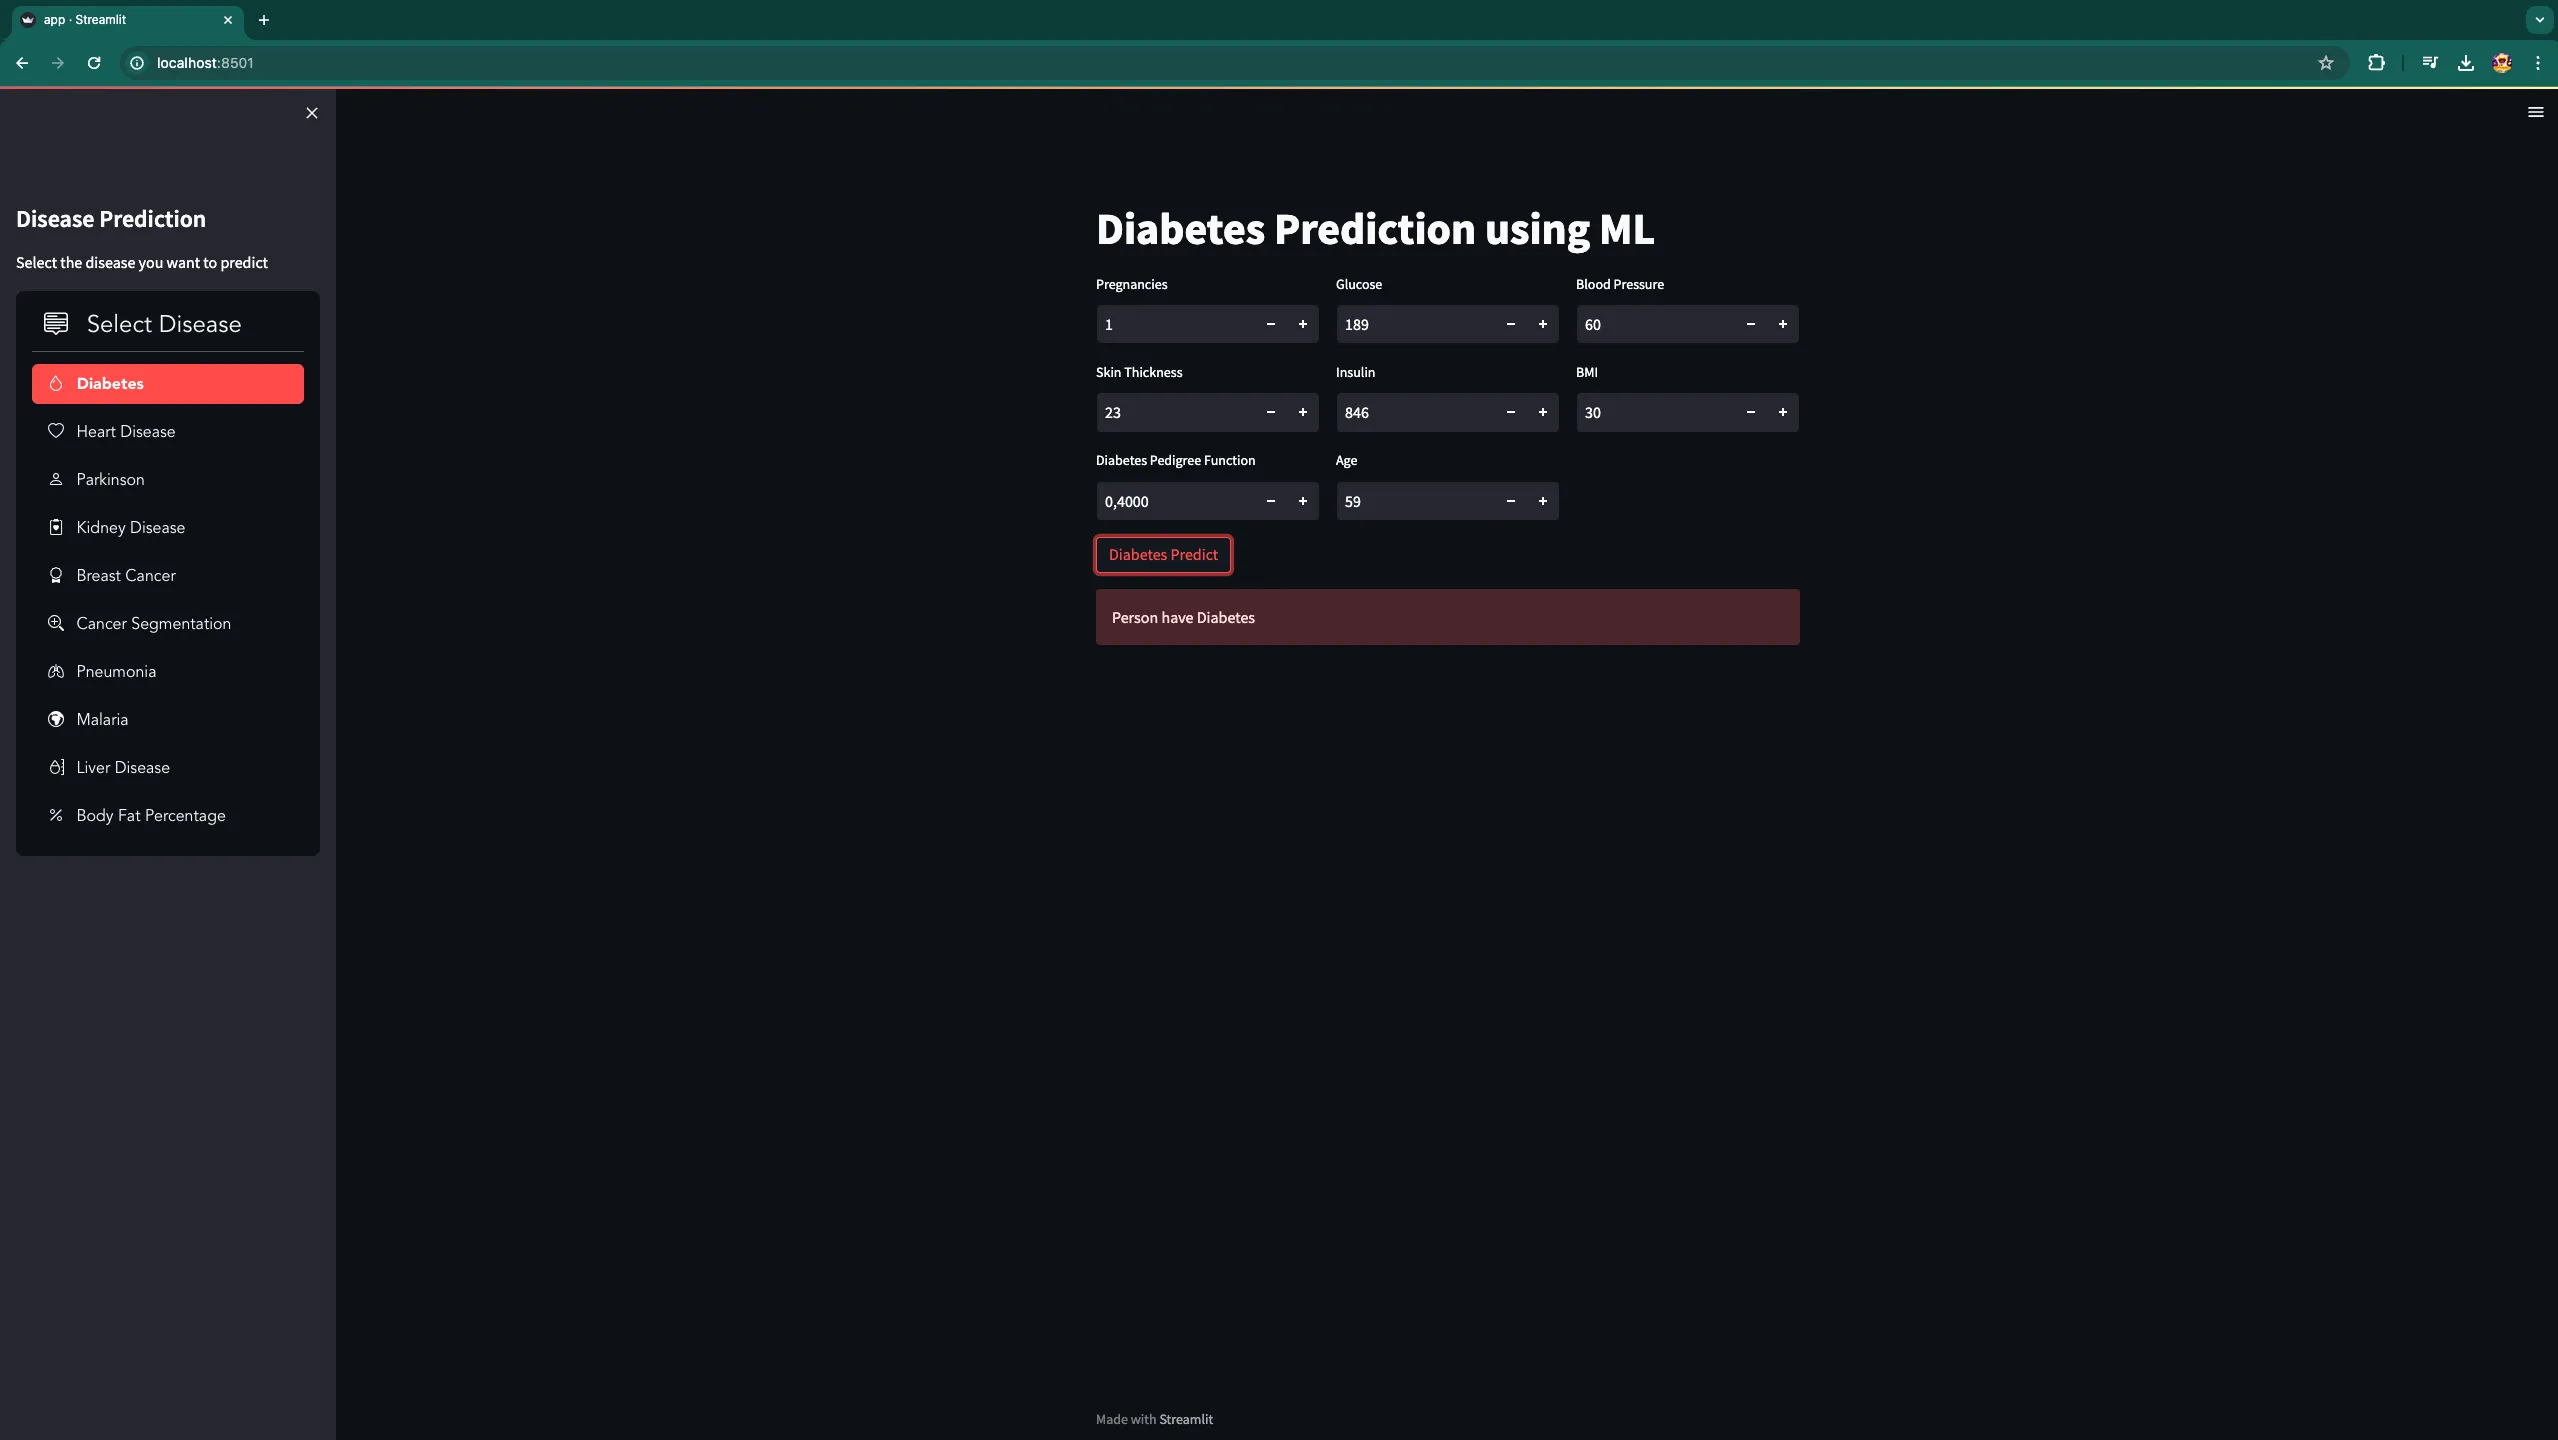 app · Streamlit
localhost:8501
Disease Prediction
Select the disease you want to predict
Select Disease
Diabetes
Heart Disease
Parkinson
Kidney Disease
Breast Cancer
Cancer Segmentation
Pneumonia
Malaria
Liver Disease
Body Fat Percentage
Diabetes Prediction using ML
Pregnancies Glucose Blood Pressure
1 189 60
Skin Thickness Insulin BMI
23 846 30
Diabetes Pedigree Function Age
0,4000 59
Diabetes Predict
Person have Diabetes
Made with Streamlit